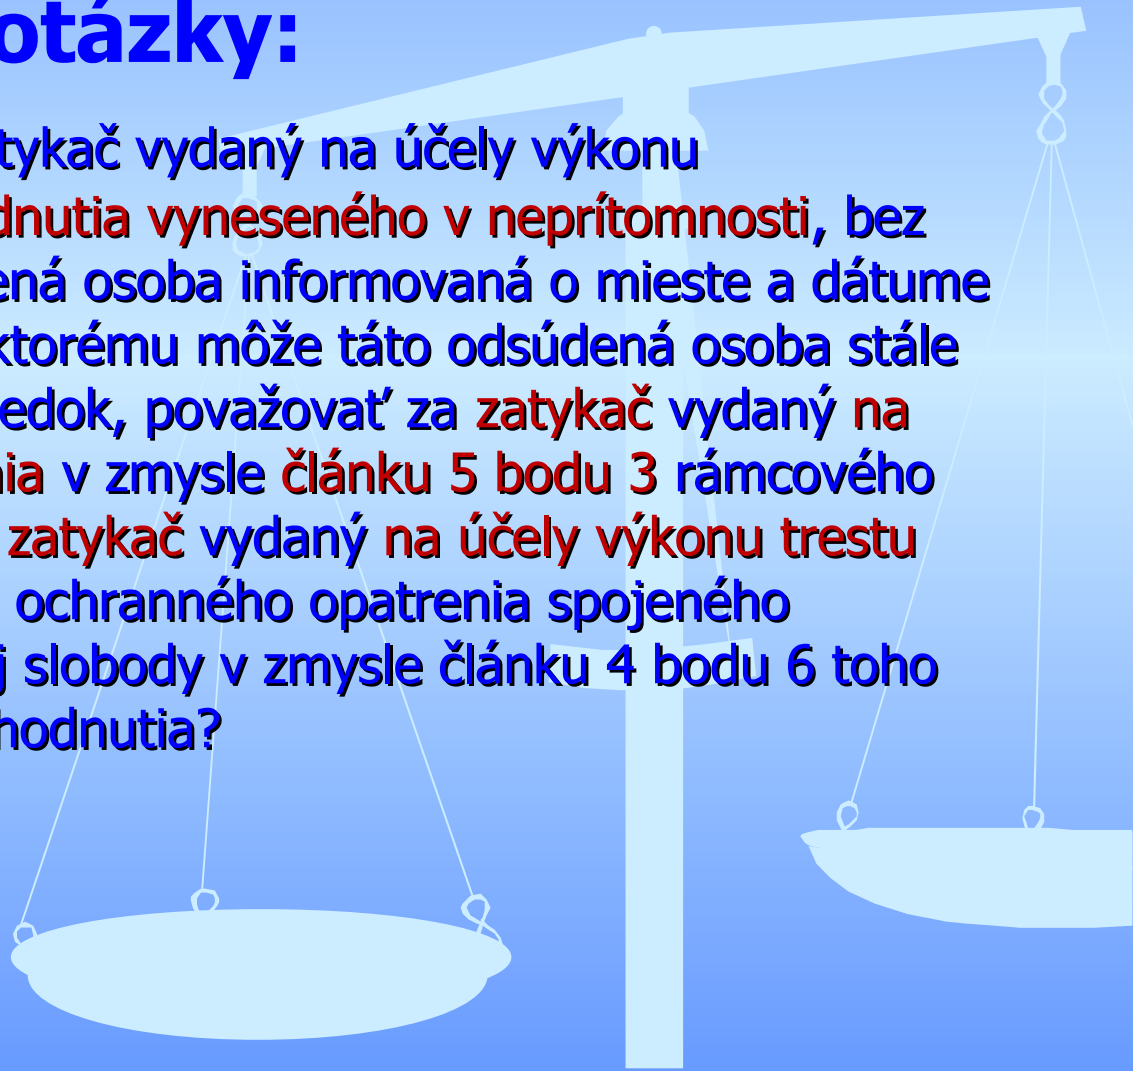 otázky:
tykač vydaný na účely výkonu
dnutia vyneseného v neprítomnosti, bez
ená osoba informovaná o mieste a dátume
ktorému môže táto odsúdená osoba stále
edok, považovať za zatykač vydaný na
nia v zmysle článku 5 bodu 3 rámcového
zatykač vydaný na účely výkonu trestu
ochranného opatrenia spojeného
j slobody v zmysle článku 4 bodu 6 toho
hodnutia?